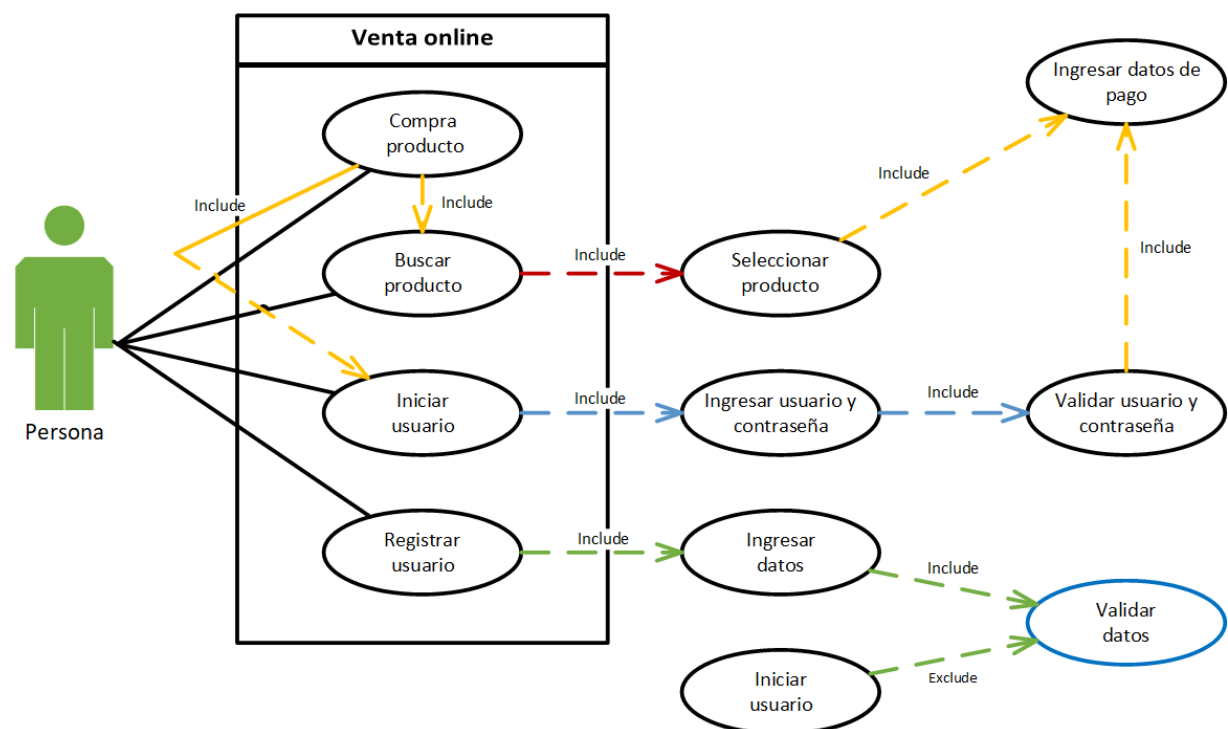 Venta online
Compra
producto
Ingresar datos de
pago
Include
Include
Include
Buscar
producto
Include
Seleccionar
producto
Include
Iniciar
usuario
Include
Ingresar usuario y
contraseña
Include
Validar usuario y
contraseña
Persona
Registrar
usuario
Include
Ingresar
datos
Include
Validar
datos
Iniciar
usuario
Exclude